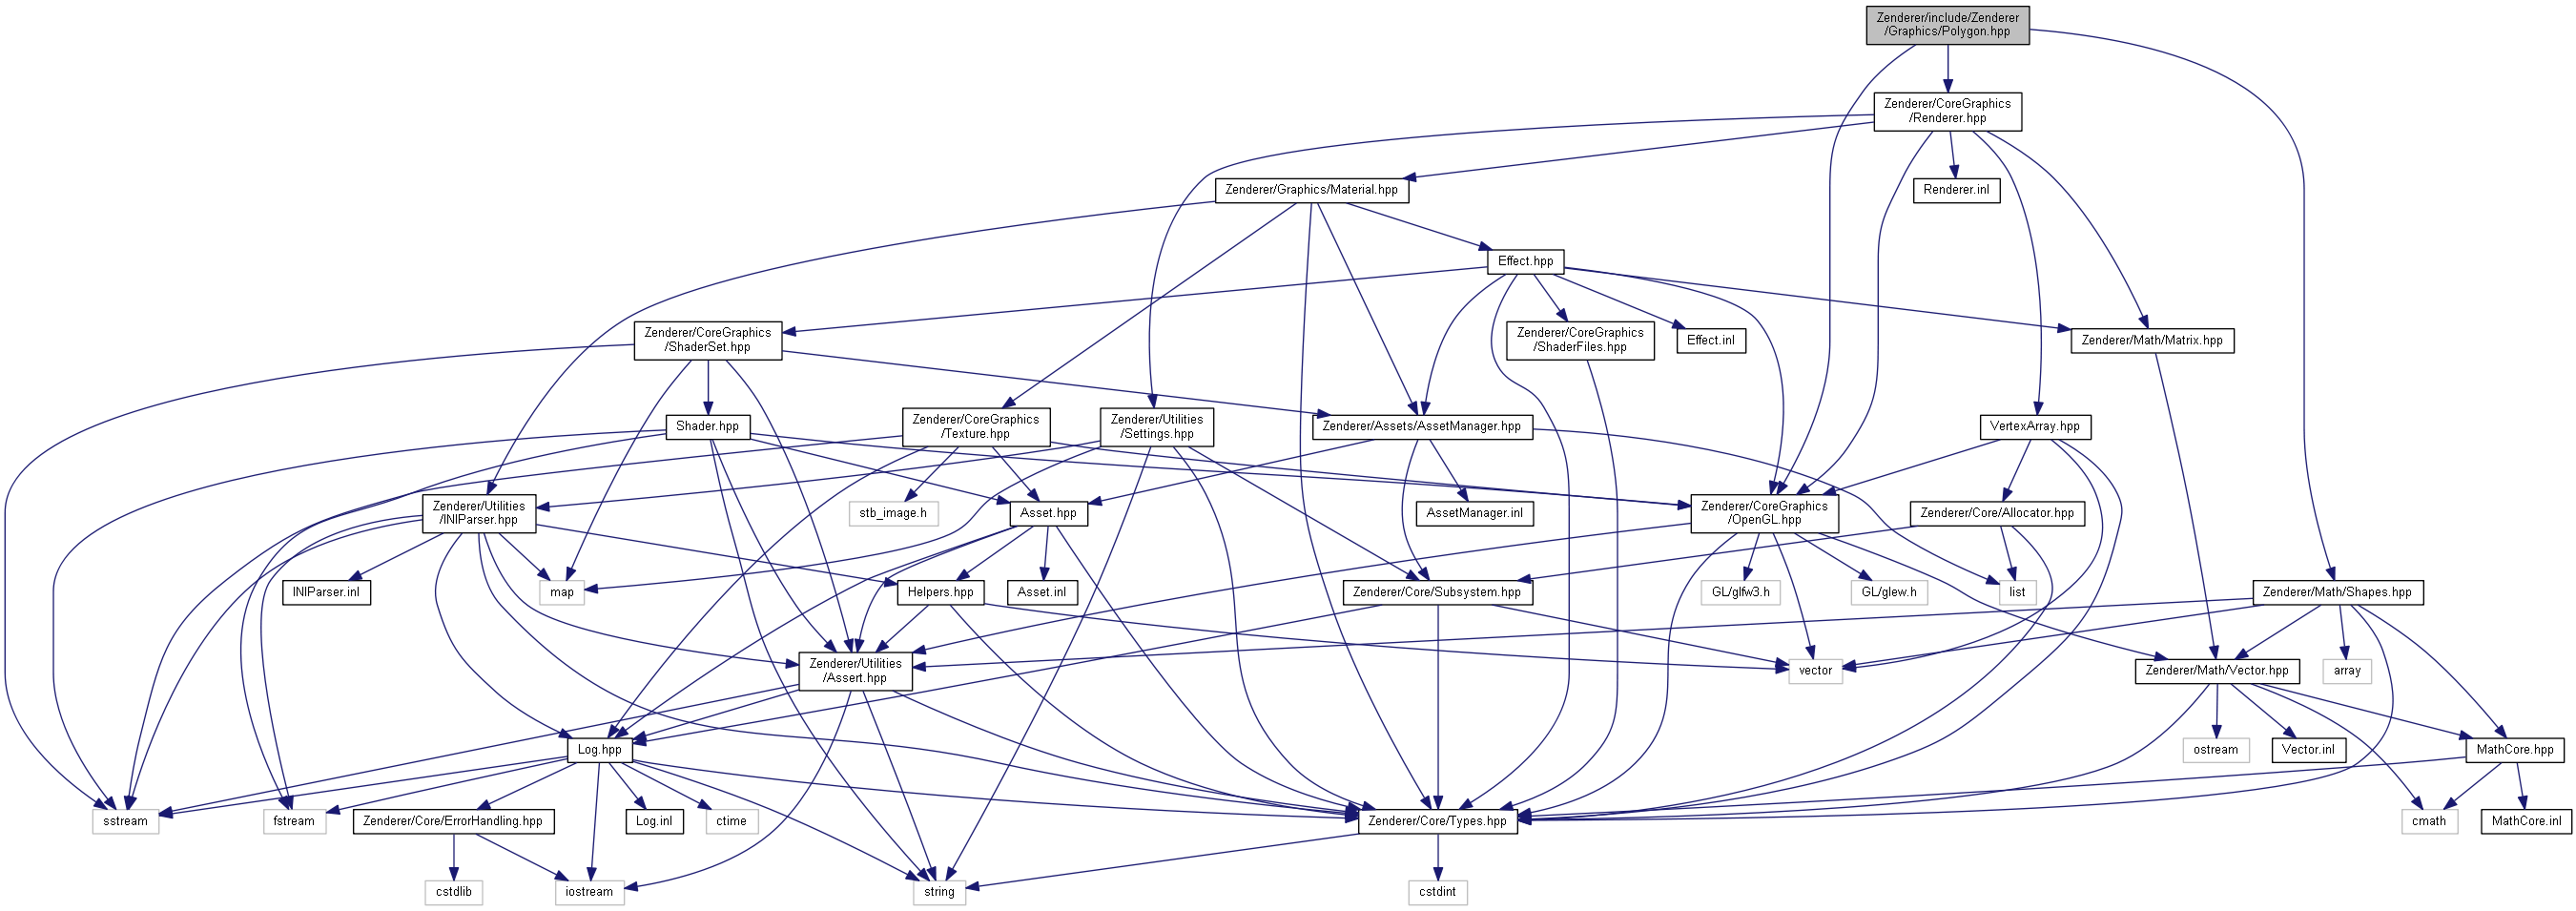 Zenderer/include/Zenderer
/Graphics/Polygon.hpp
Zenderer/CoreGraphics
/Renderer.hpp
Zenderer/Graphics/Material.hpp
Renderer.inl
Effect.hpp
Zenderer/CoreGraphics
/ShaderSet.hpp
Zenderer/CoreGraphics
/ShaderFiles.hpp
Effect.inl
Zenderer/Math/Matrix.hpp
Shader.hpp
Zenderer/CoreGraphics
/Texture.hpp
Zenderer/Utilities
/Settings.hpp
Zenderer/Assets/AssetManager.hpp
VertexArray.hpp
Zenderer/Utilities
/INIParser.hpp
stb_image.h
Asset.hpp
AssetManager.inl
Zenderer/CoreGraphics
/OpenGL.hpp
Zenderer/Core/Allocator.hpp
INIParser.inl
map
Helpers.hpp
Asset.inl
Zenderer/Core/Subsystem.hpp
GL/glfw3.h
GL/glew.h
list
Zenderer/Math/Shapes.hpp
Zenderer/Utilities
/Assert.hpp
vector
Zenderer/Math/Vector.hpp
array
Log.hpp
ostream
Vector.inl
MathCore.hpp
sstream
fstream
Zenderer/Core/ErrorHandling.hpp
Log.inl
ctime
Zenderer/Core/Types.hpp
cmath
MathCore.inl
cstdlib
iostream
string
cstdint